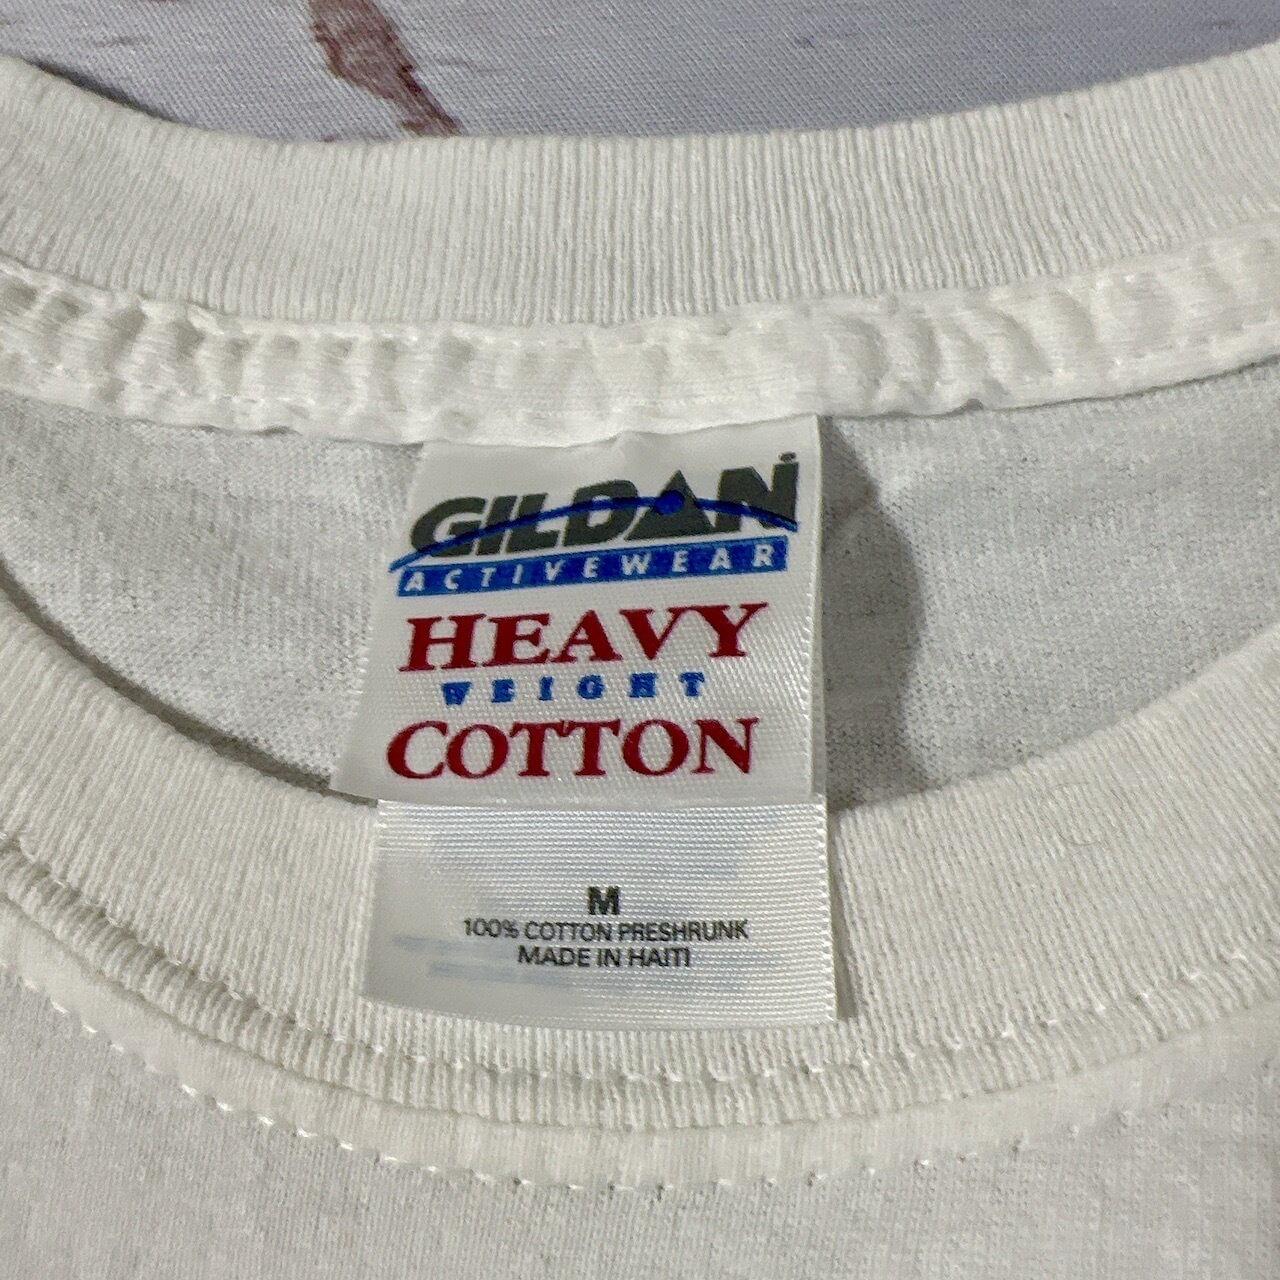 GILDAN
ACTIVEWEAR
HEAVY
WEIGHT
COTTON
M
100% COTTON PRESHRUNK
MADE IN HAITI